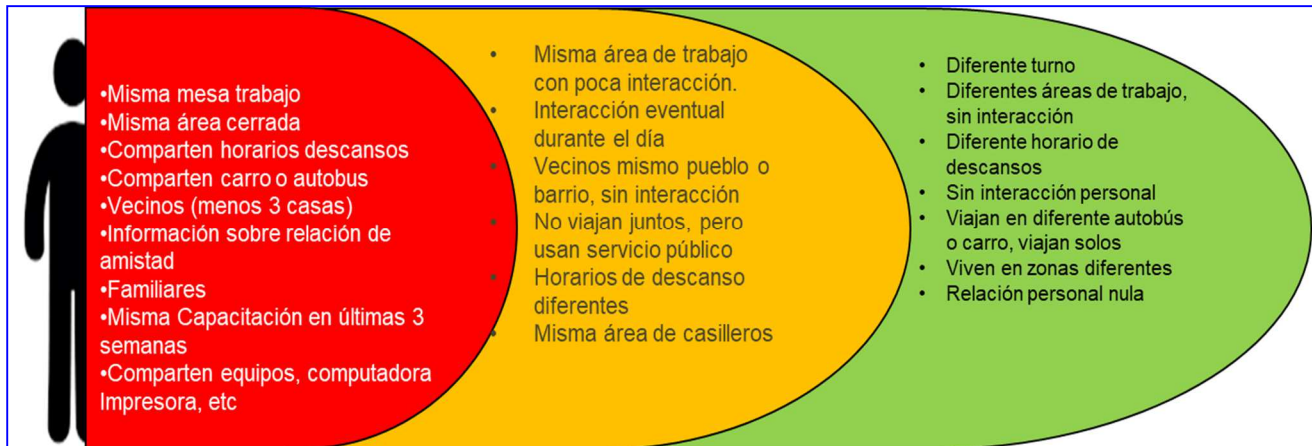 •Misma mesa trabajo
•Misma área cerrada
•Comparten horarios descansos
•Comparten carro o autobus
•Vecinos (menos 3 casas)
•Información sobre relación de
amistad
•Familiares
•Misma Capacitación en últimas 3
semanas
•Comparten equipos, computadora
Impresora, etc
• Misma área de trabajo
con poca interacción.
• Interacción eventual
durante el día
• Vecinos mismo pueblo o
barrio, sin interacción
• No viajan juntos, pero
usan servicio público
• Horarios de descanso
diferentes
• Misma área de casilleros
• Diferente turno
• Diferentes áreas de trabajo,
sin interacción
• Diferente horario de
descansos
• Sin interacción personal
• Viajan en diferente autobús
o carro, viajan solos
• Viven en zonas diferentes
• Relación personal nula